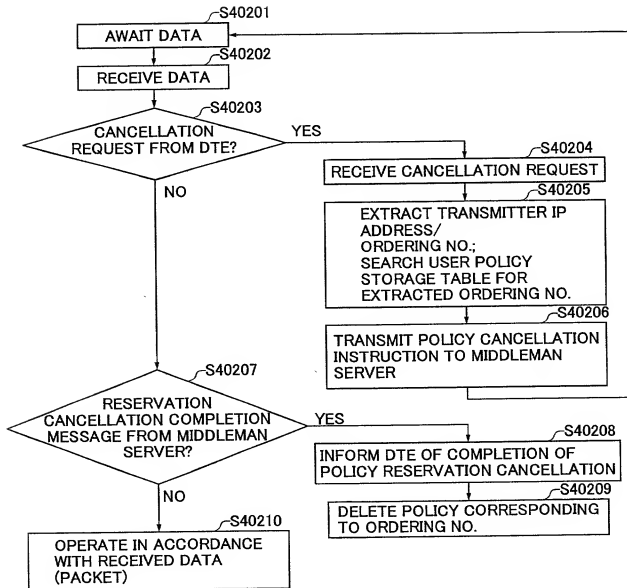 S40201
AWAIT DATA
S40202
RECEIVE DATA
S40203
CANCELLATION
REQUEST FROM DTE?
YES
NO
S40204
RECEIVE CANCELLATION REQUEST
S40205
EXTRACT TRANSMITTER IP
ADDRESS/
ORDERING NO.;
SEARCH USER POLICY
STORAGE TABLE FOR
EXTRACTED ORDERING NO.
S40206
TRANSMIT POLICY CANCELLATION
INSTRUCTION TO MIDDLEMAN
SERVER
S40207
RESERVATION
CANCELLATION COMPLETION
MESSAGE FROM MIDDLEMAN
SERVER?
YES
NO
S40208
INFORM DTE OF COMPLETION OF
POLICY RESERVATION CANCELLATION
S40209
DELETE POLICY CORRESPONDING
TO ORDERING NO.
S40210
OPERATE IN ACCORDANCE
WITH RECEIVED DATA
(PACKET)